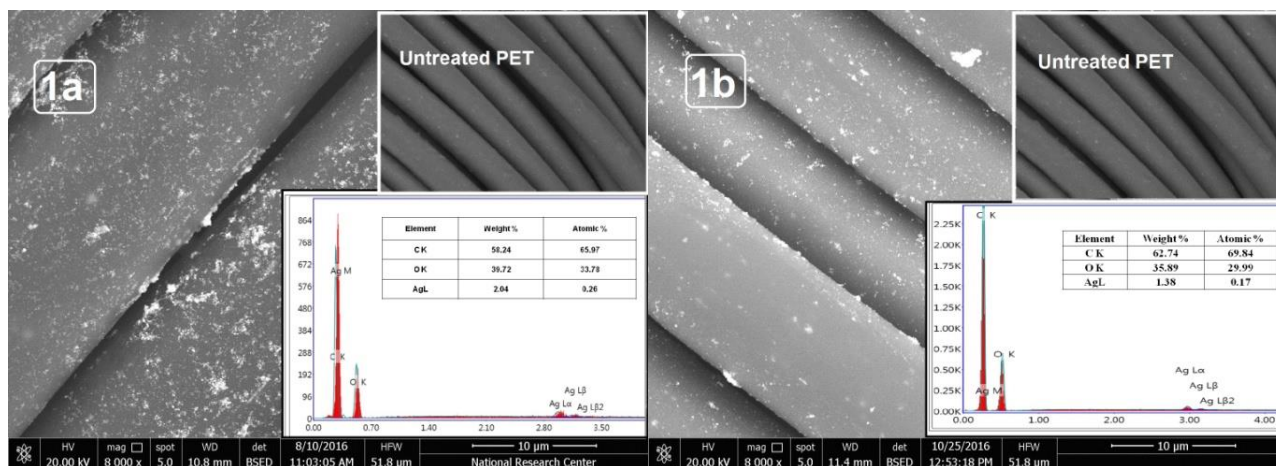 1a
Untreated PET
864
768
672
576
480
384
288
192
96
0
Ag M
C K
O K
Ag Lα
Ag Lβ
Ag Lβ2
0.00 0.70 1.40 2.10 2.80 3.50
Element Weight % Atomic %
C K 58.24 65.97
O K 39.72 33.78
AgL 2.04 0.26
HV mag □ spot WD det 8/10/2016 HFW 10 µm
20.00 kV 8 000 x 5.0 10.8 mm BSED 11:03:05 AM 51.8 µm National Research Center
1b
Untreated PET
2.25K
2.00K
1.75K
1.50K
1.25K
1.00K
0.75K
0.50K
0.25K
0.00K
C K
O K
Ag M
Ag Lα
Ag Lβ
Ag Lβ2
0.00 1.00 2.00 3.00 4.00
Element Weight % Atomic %
C K 62.74 69.84
O K 35.89 29.99
AgL 1.38 0.17
HV mag □ spot WD det 10/25/2016 HFW 10 µm
20.00 kV 8 000 x 5.0 11.4 mm BSED 12:53:18 PM 51.8 µm National Research Center